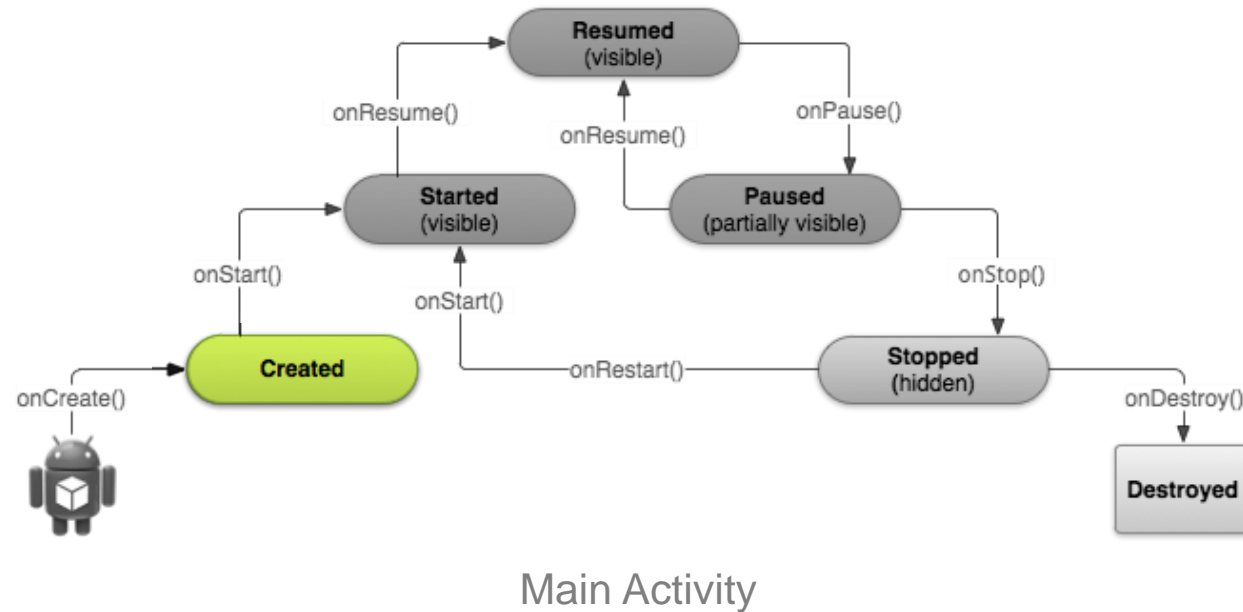 Resumed
(visible)
onResume()
onPause()
onResume()
Started
(visible)
Paused
(partially visible)
onStart()
onStop()
onStart()
Created
Stopped
(hidden)
onRestart()
onCreate()
onDestroy()
Destroyed
Main Activity